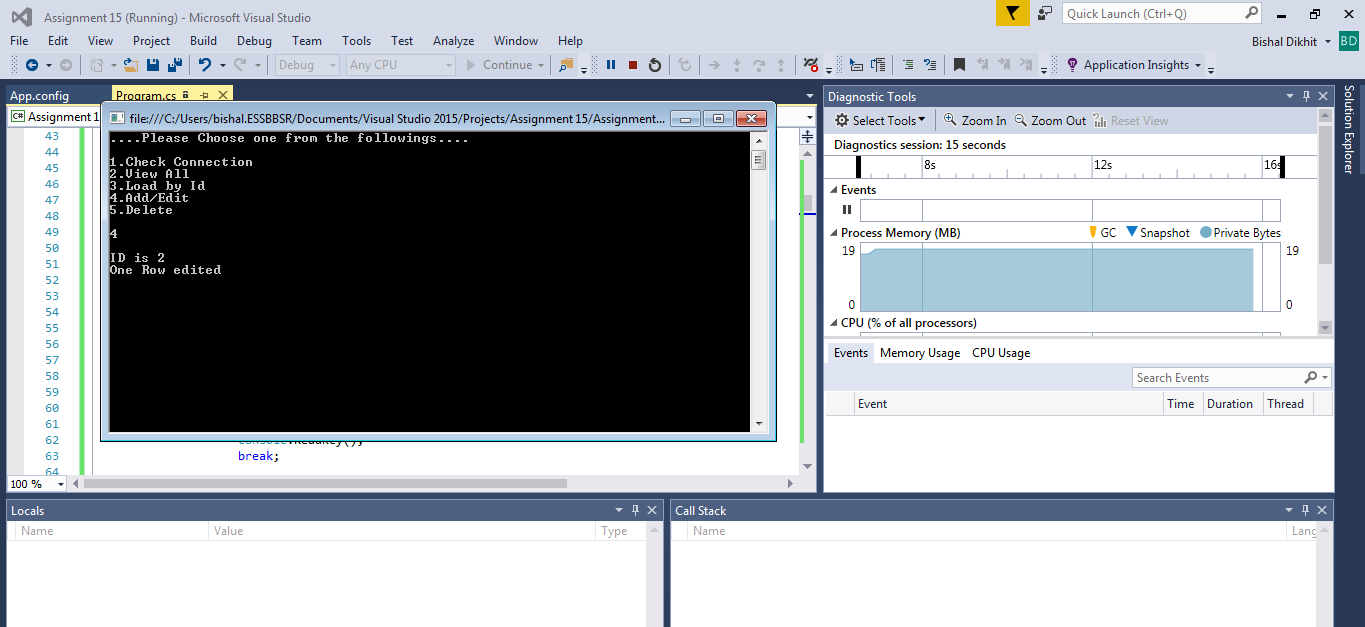 Assignment 15 (Running) - Microsoft Visual Studio
Quick Launch (Ctrl+Q)
File Edit View Project Build Debug Team Tools Test Analyze Window Help
Bishal Dikhit BD
Debug Any CPU Continue Application Insights
App.config Program.cs
C# Assignment 1
file:///C:/Users/bishal.ESSBBSR/Documents/Visual Studio 2015/Projects/Assignment 15/Assignment...
43
44
45
46
47
48
49
50
51
52
53
54
55
56
57
58
59
60
61
62
63
64
....Please Choose one from the followings....
1.Check Connection
2.View All
3.Load by Id
4.Add/Edit
5.Delete
4
ID is 2
One Row edited
console.ReadKey();
break;
100 %
Diagnostic Tools
Select Tools Zoom In Zoom Out Reset View
Diagnostics session: 15 seconds
8s 12s 16s
Events
Process Memory (MB) GC Snapshot Private Bytes
19 19
0 0
CPU (% of all processors)
Events Memory Usage CPU Usage
Search Events
Event Time Duration Thread
Solution Explorer
Locals
Name Value Type
Call Stack
Name Lang